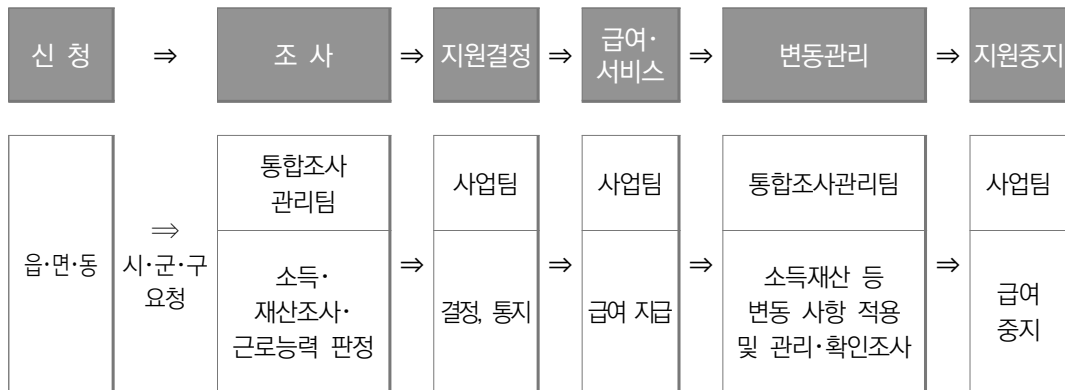 신 청 ⇒ 조 사 ⇒ 지원결정 ⇒ 급여·서비스 ⇒ 변동관리 ⇒ 지원중지
읍·면·동
⇒
시·군·구
요청
통합조사
관리팀
소득·
재산조사·
근로능력 판정
⇒
사업팀
결정, 통지
⇒
사업팀
급여 지급
⇒
통합조사관리팀
소득재산 등
변동 사항 적용
및 관리·확인조사
⇒
사업팀
급여
중지